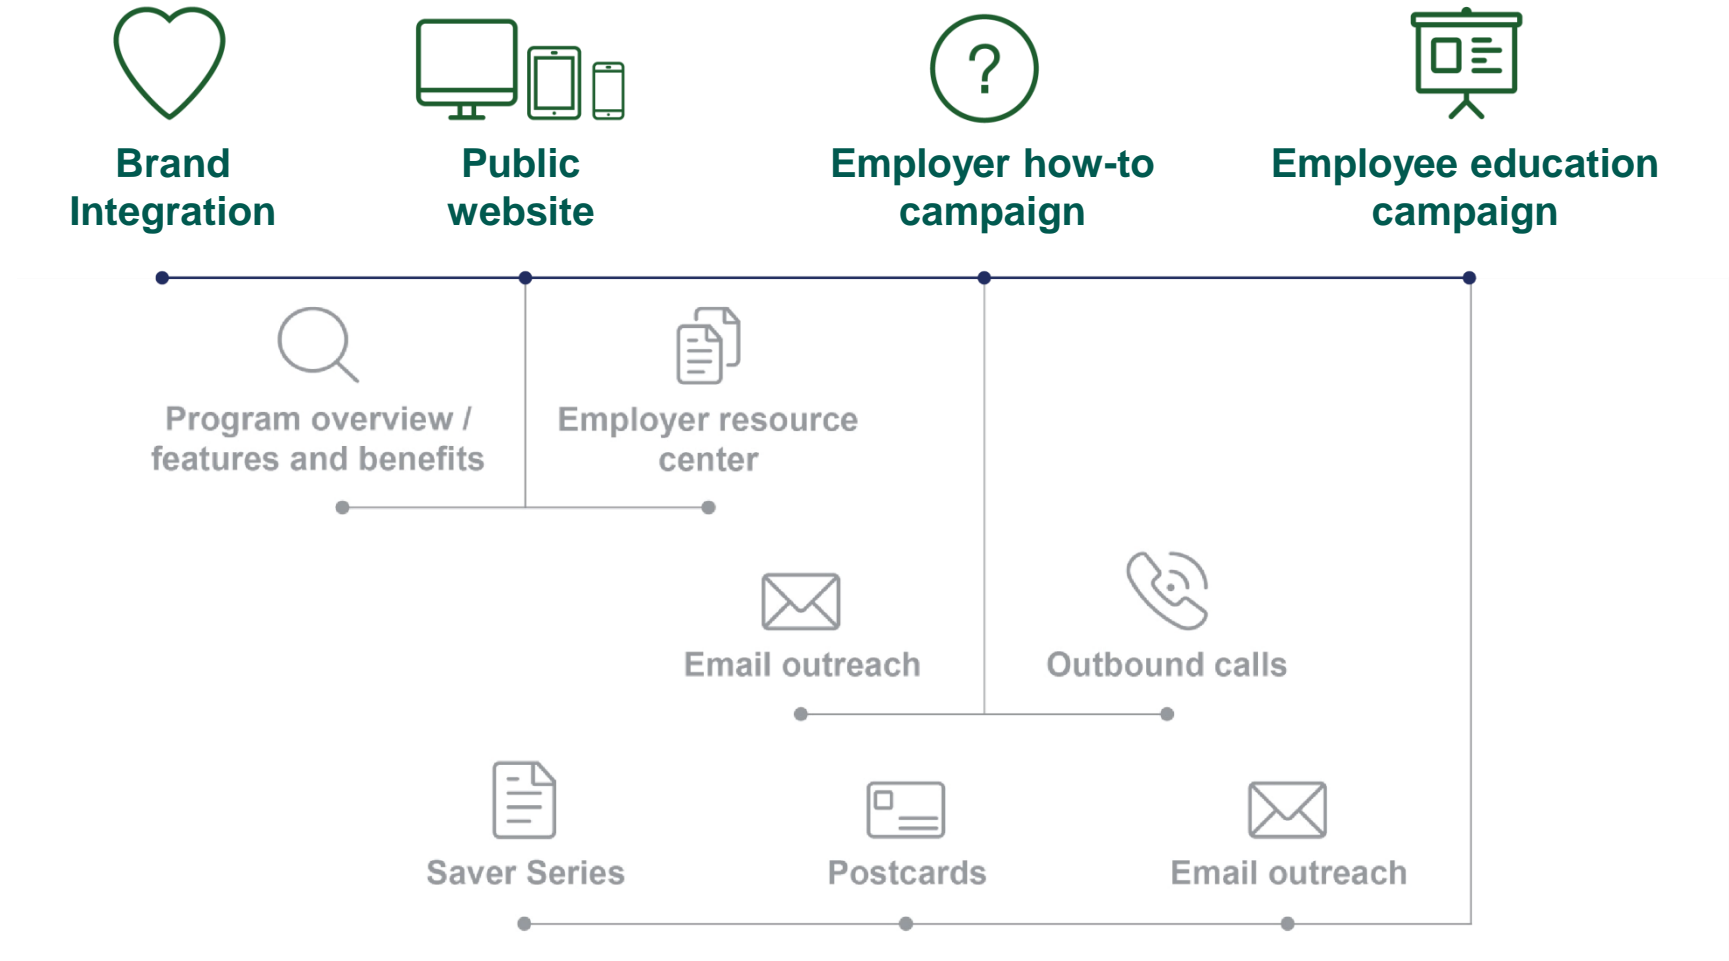 Brand
Integration
Public
website
?
Employer how-to
campaign
Employee education
campaign
Program overview /
features and benefits
Employer resource
center
Email outreach
Outbound calls
Saver Series
Postcards
Email outreach